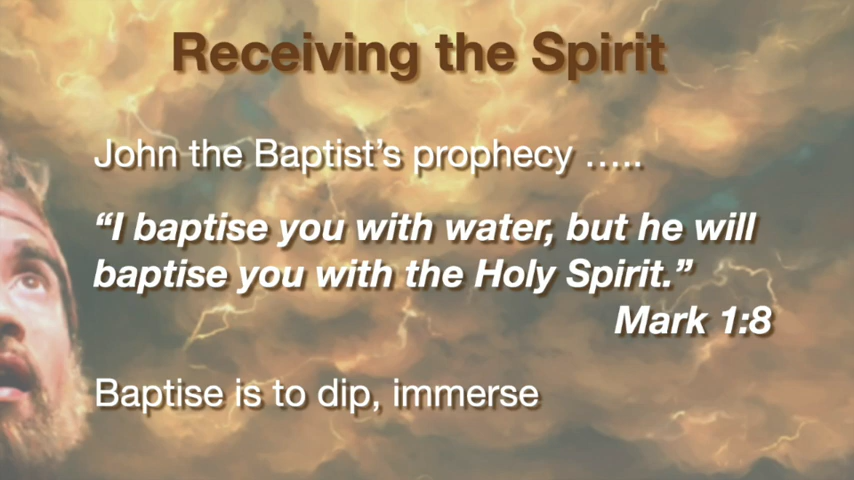 Receiving the Spirit
John the Baptist’s prophecy …..
“I baptise you with water, but he will
baptise you with the Holy Spirit.”
Mark 1:8
Baptise is to dip, immerse